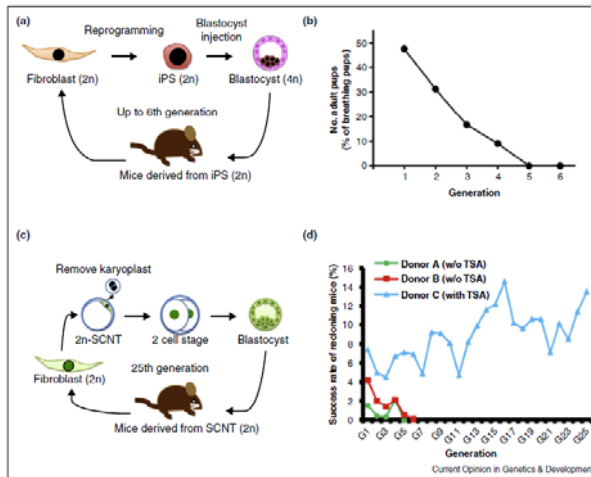 (a)
Reprogramming
Blastocyst
injection
Fibroblast (2n)
iPS (2n)
Blastocyst (4n)
Up to 6th generation
Mice derived from iPS (2n)
(b)
No. adult pups
(% of breathing pups)
50
40
30
20
10
0
1 2 3 4 5 6
Generation
(c)
Remove karyoplast
2n-SCNT
2 cell stage
Blastocyst
Fibroblast (2n)
25th generation
Mice derived from SCNT (2n)
(d)
Donor A (w/o TSA)
Donor B (w/o TSA)
Donor C (with TSA)
Success rate of recloning mice (%)
16
14
12
10
8
6
4
2
0
G1 G3 G5 G7 G9 G11 G13 G15 G17 G19 G21 G23 G25
Generation
Current Opinion in Genetics & Development